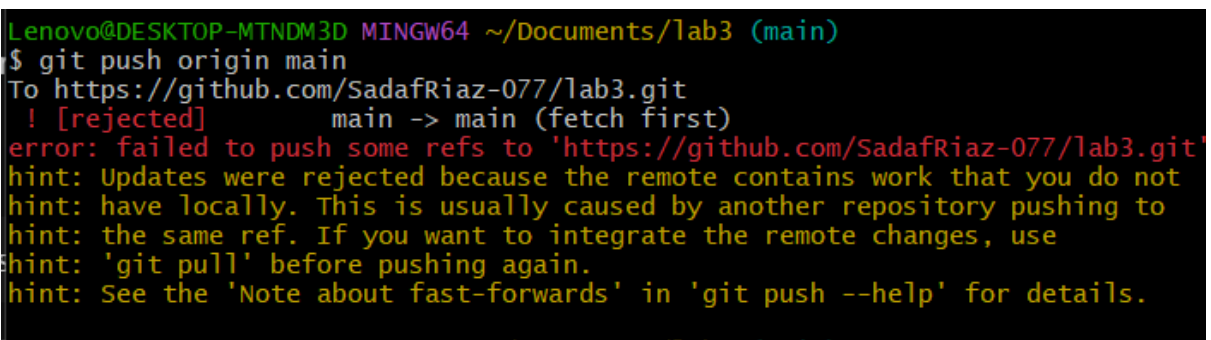 Lenovo@DESKTOP-MTNDM3D MINGW64 ~/Documents/lab3 (main)
$ git push origin main
To https://github.com/SadafRiaz-077/lab3.git
 ! [rejected]        main -> main (fetch first)
error: failed to push some refs to 'https://github.com/SadafRiaz-077/lab3.git'
hint: Updates were rejected because the remote contains work that you do not
hint: have locally. This is usually caused by another repository pushing to
hint: the same ref. If you want to integrate the remote changes, use
hint: 'git pull' before pushing again.
hint: See the 'Note about fast-forwards' in 'git push --help' for details.